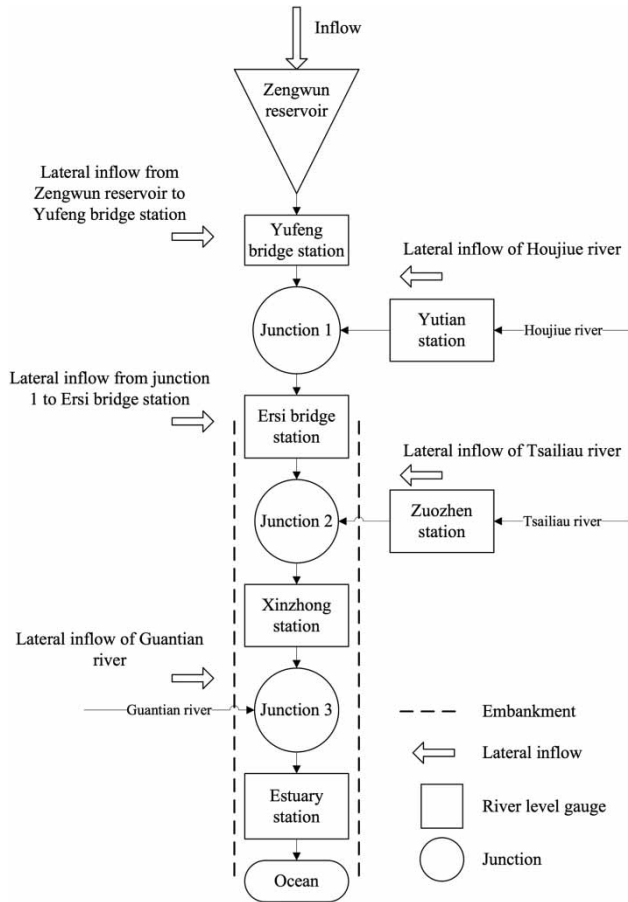 Inflow
Zengwun
reservoir
Lateral inflow from
Zengwun reservoir to
Yufeng bridge station
Yufeng
bridge station
Lateral inflow of Houjiue river
Junction 1
Yutian
station
Houjiue river
Lateral inflow from junction
1 to Ersi bridge station
Ersi bridge
station
Lateral inflow of Tsailiau river
Junction 2
Zuozhen
station
Tsailiau river
Xinzhong
station
Lateral inflow of Guantian
river
Guantian river
Junction 3
Estuary
station
Ocean
Embankment
Lateral inflow
River level gauge
Junction